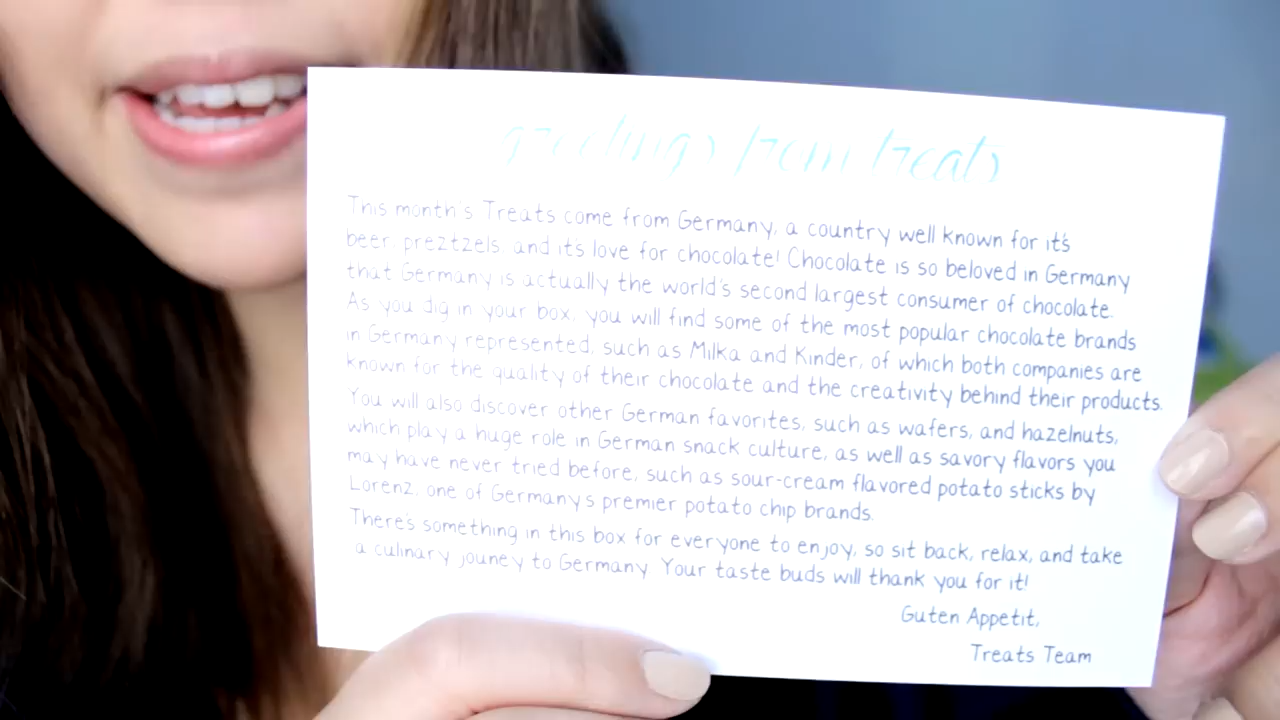 greetings from treats
This month's Treats come from Germany, a country well known for it's
beer, preztzels, and it's love for chocolate! Chocolate is so beloved in Germany
that Germany is actually the world's second largest consumer of chocolate.
As you dig in your box, you will find some of the most popular chocolate brands
in Germany represented, such as Milka and Kinder, of which both companies are
known for the quality of their chocolate and the creativity behind their products.
You will also discover other German favorites, such as wafers, and hazelnuts,
which play a huge role in German snack culture, as well as savory flavors you
may have never tried before, such as sour-cream flavored potato sticks by
Lorenz, one of Germany's premier potato chip brands.
There's something in this box for everyone to enjoy, so sit back, relax, and take
a culinary jouney to Germany. Your taste buds will thank you for it!
Guten Appetit,
Treats Team